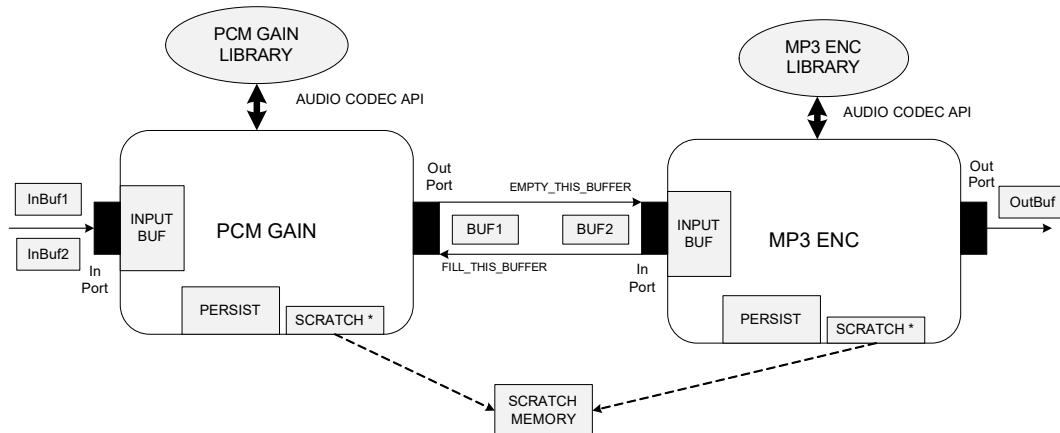 PCM GAIN
LIBRARY
MP3 ENC
LIBRARY
AUDIO CODEC API
AUDIO CODEC API
InBuf1
InBuf2
In
Port
INPUT
BUF
PCM GAIN
PERSIST
SCRATCH *
Out
Port
EMPTY_THIS_BUFFER
BUF1
BUF2
FILL_THIS_BUFFER
In
Port
INPUT
BUF
MP3 ENC
PERSIST
SCRATCH *
Out
Port
OutBuf
SCRATCH
MEMORY